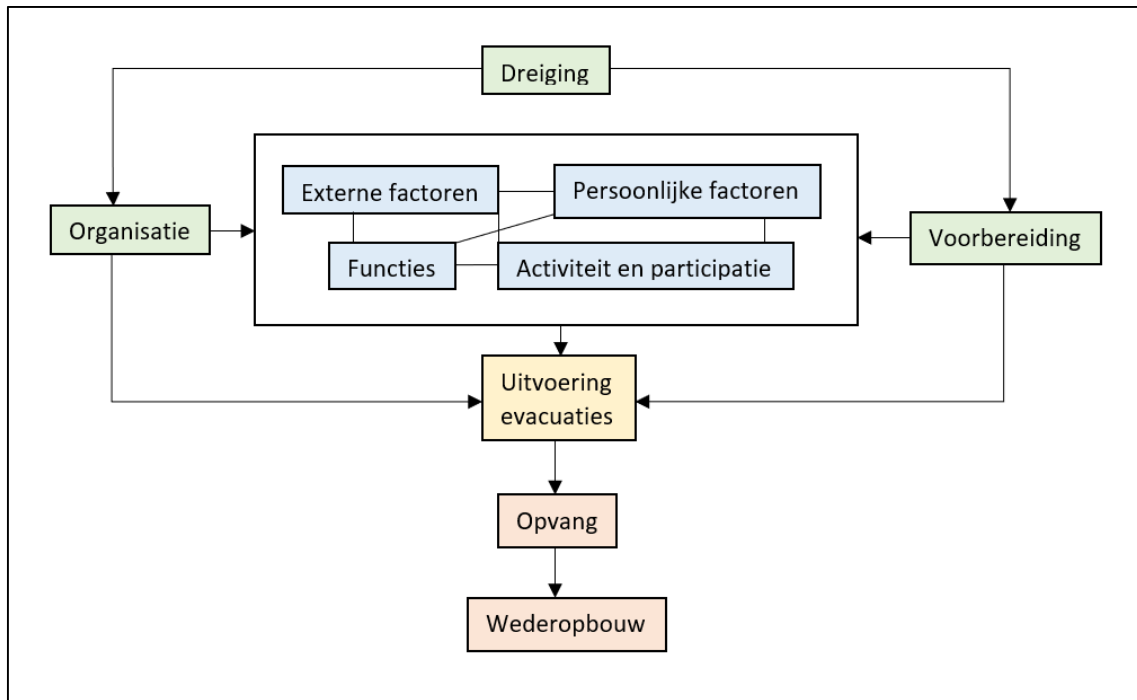 Dreiging
Externe factoren
Persoonlijke factoren
Organisatie
Voorbereiding
Functies
Activiteit en participatie
Uitvoering
evacuaties
Opvang
Wederopbouw